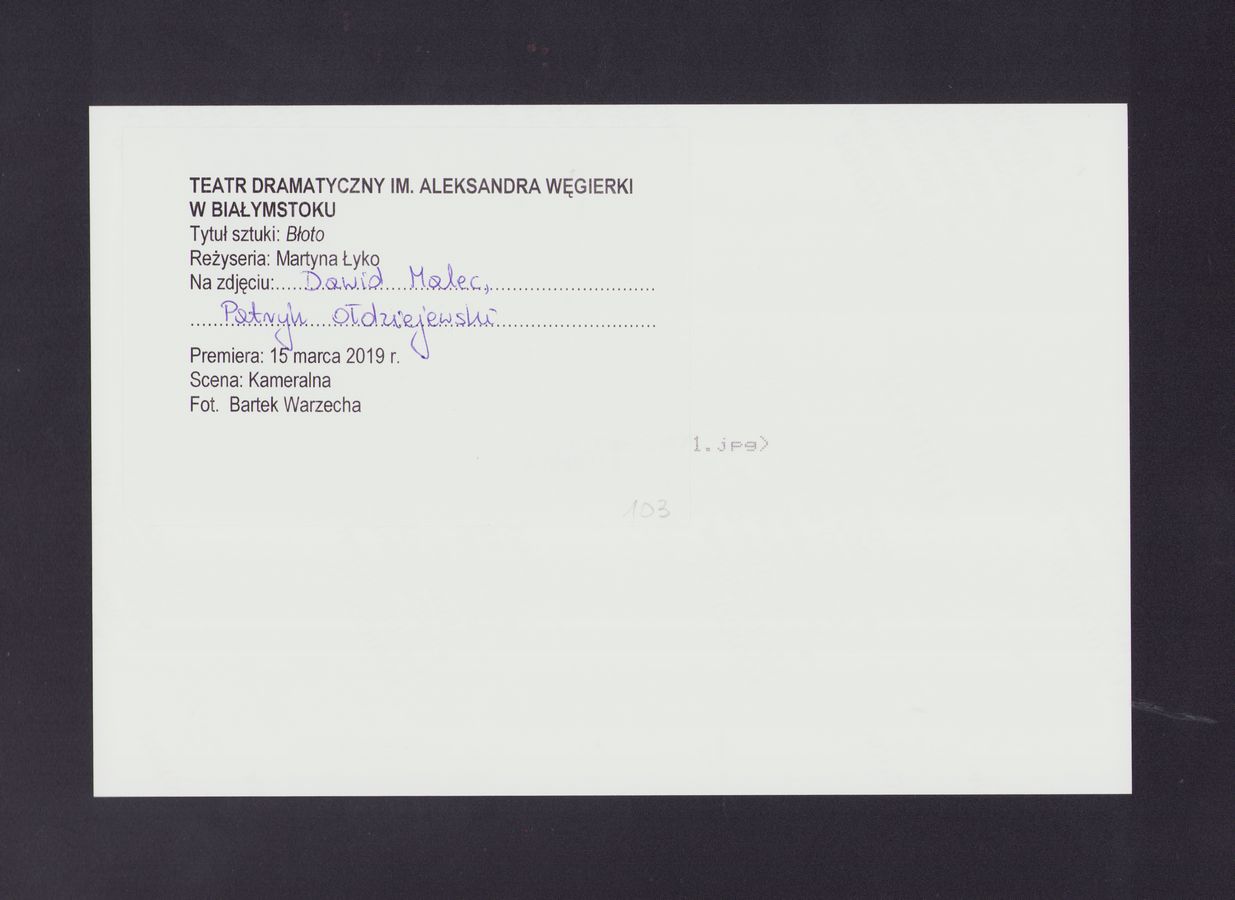 TEATR DRAMATYCZNY IM. ALEKSANDRA WĘGIERKI
W BIAŁYMSTOKU
Tytuł sztuki: Błoto
Reżyseria: Martyna Łyko
Na zdjęciu:..... Dawid Malec, ...............................
Patryk Ołdziejewski
Premiera: 15 marca 2019 r.
Scena: Kameralna
Fot. Bartek Warzecha
1.jpg)
103